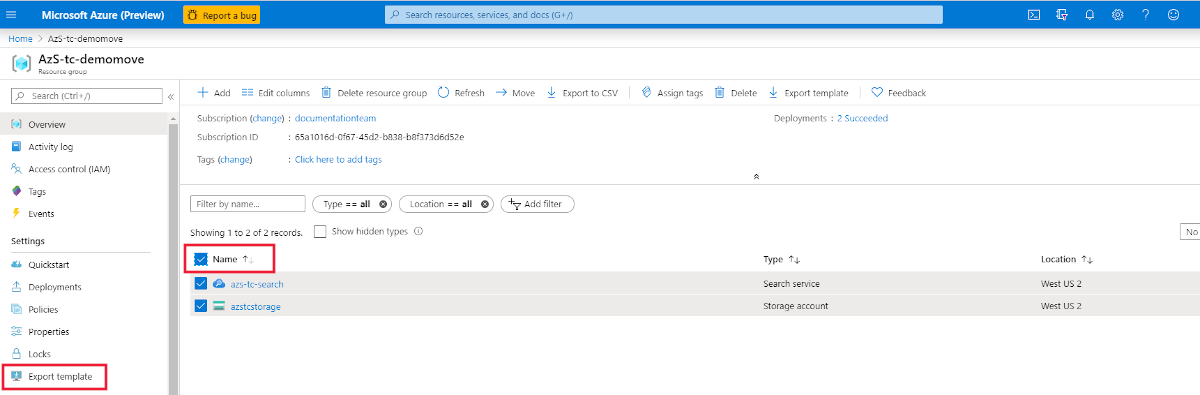 Microsoft Azure (Preview) Report a bug Search resources, services, and docs (G+/)
Home > AzS-tc-demomove
AzS-tc-demomove
Resource group
Search (Ctrl+/) «
Overview
Activity log
Access control (IAM)
Tags
Events
Settings
Quickstart
Deployments
Policies
Properties
Locks
Export template
Add Edit columns Delete resource group Refresh Move Export to CSV Assign tags Delete Export template Feedback
Subscription (change) : documentationteam Deployments : 2 Succeeded
Subscription ID : 65a1016d-0f67-45d2-b838-b8f373d6d52e
Tags (change) : Click here to add tags
Filter by name... Type == all Location == all Add filter
Showing 1 to 2 of 2 records. Show hidden types No
Name Type Location
azs-tc-search Search service West US 2
azstcstorage Storage account West US 2